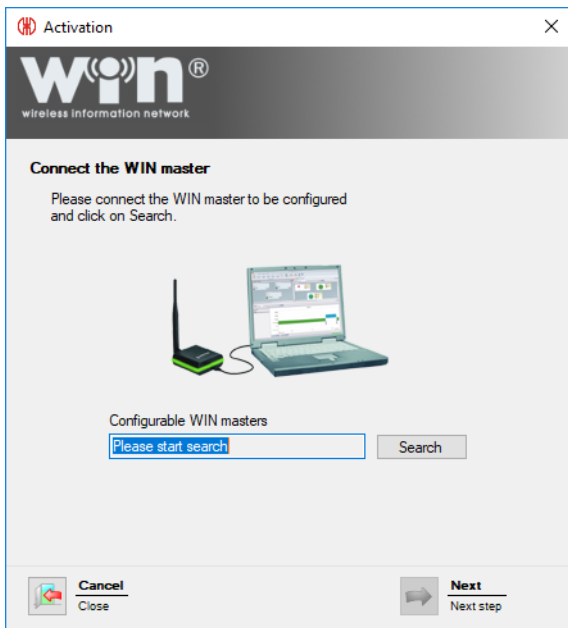 Activation
WIN®
wireless information network
Connect the WIN master
Please connect the WIN master to be configured
and click on Search.
Configurable WIN masters
Please start search
Search
Cancel
Close
Next
Next step